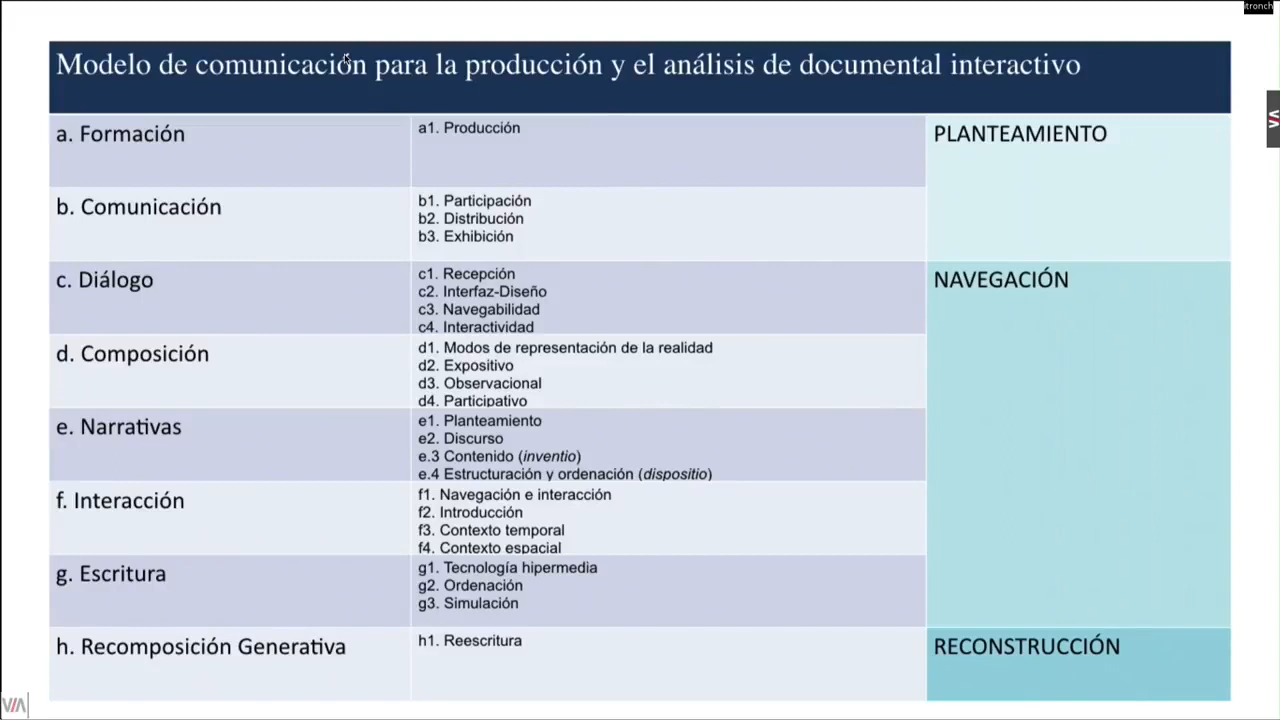 itronch
Modelo de comunicación para la producción y el análisis de documental interactivo
a. Formación
a1. Producción
PLANTEAMIENTO
b. Comunicación
b1. Participación
b2. Distribución
b3. Exhibición
c. Diálogo
c1. Recepción
c2. Interfaz-Diseño
c3. Navegabilidad
c4. Interactividad
NAVEGACIÓN
d. Composición
d1. Modos de representación de la realidad
d2. Expositivo
d3. Observacional
d4. Participativo
e. Narrativas
e1. Planteamiento
e2. Discurso
e.3 Contenido (inventio)
e.4 Estructuración y ordenación (dispositio)
f. Interacción
f1. Navegación e interacción
f2. Introducción
f3. Contexto temporal
f4. Contexto espacial
g. Escritura
g1. Tecnología hipermedia
g2. Ordenación
g3. Simulación
h. Recomposición Generativa
h1. Reescritura
RECONSTRUCCIÓN
VIA